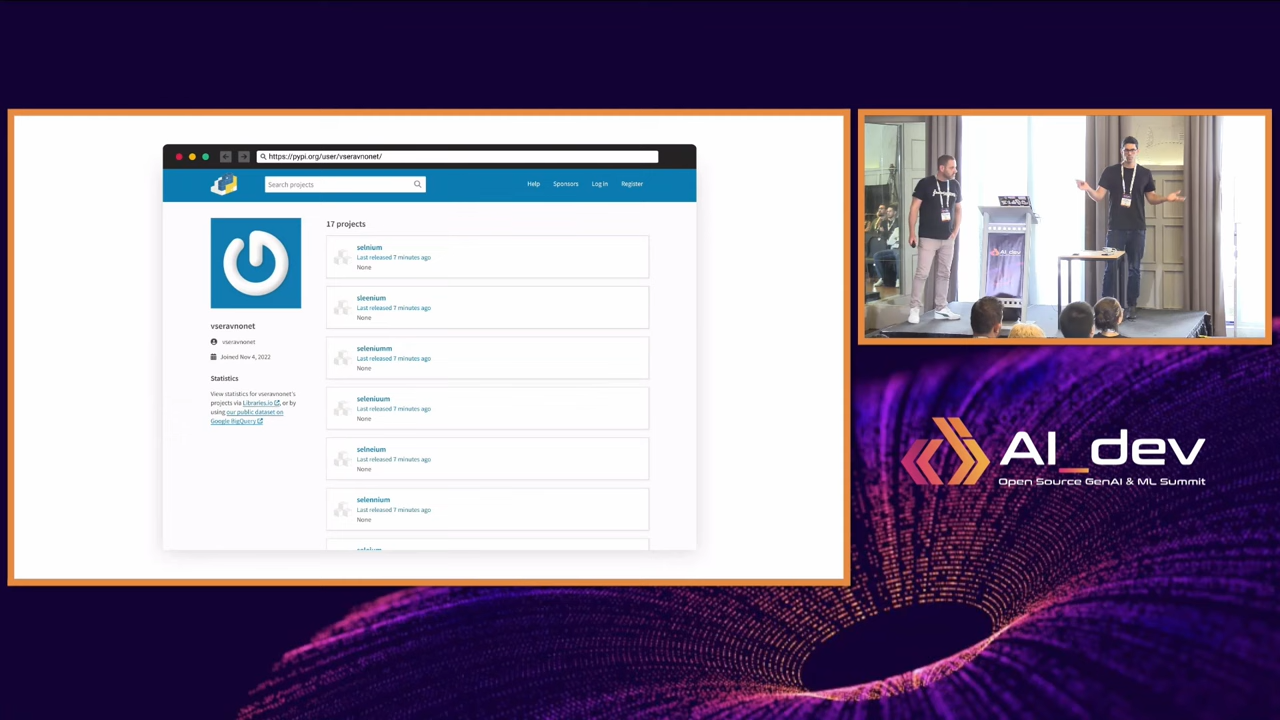 https://pypi.org/user/vseravnonet/
Search projects
Help
Sponsors
Log in
Register
17 projects
selnium
Last released 7 minutes ago
None
sleenium
Last released 7 minutes ago
None
seleniumm
Last released 7 minutes ago
None
seleniuum
Last released 7 minutes ago
None
selneium
Last released 7 minutes ago
None
selennium
Last released 7 minutes ago
None
vseravnonet
vseravnonet
Joined Nov 4, 2022
Statistics
View statistics for vseravnonet's
projects via Libraries.io, or by
using our public dataset on
Google BigQuery
AI_dev
Open Source GenAI & ML Summit